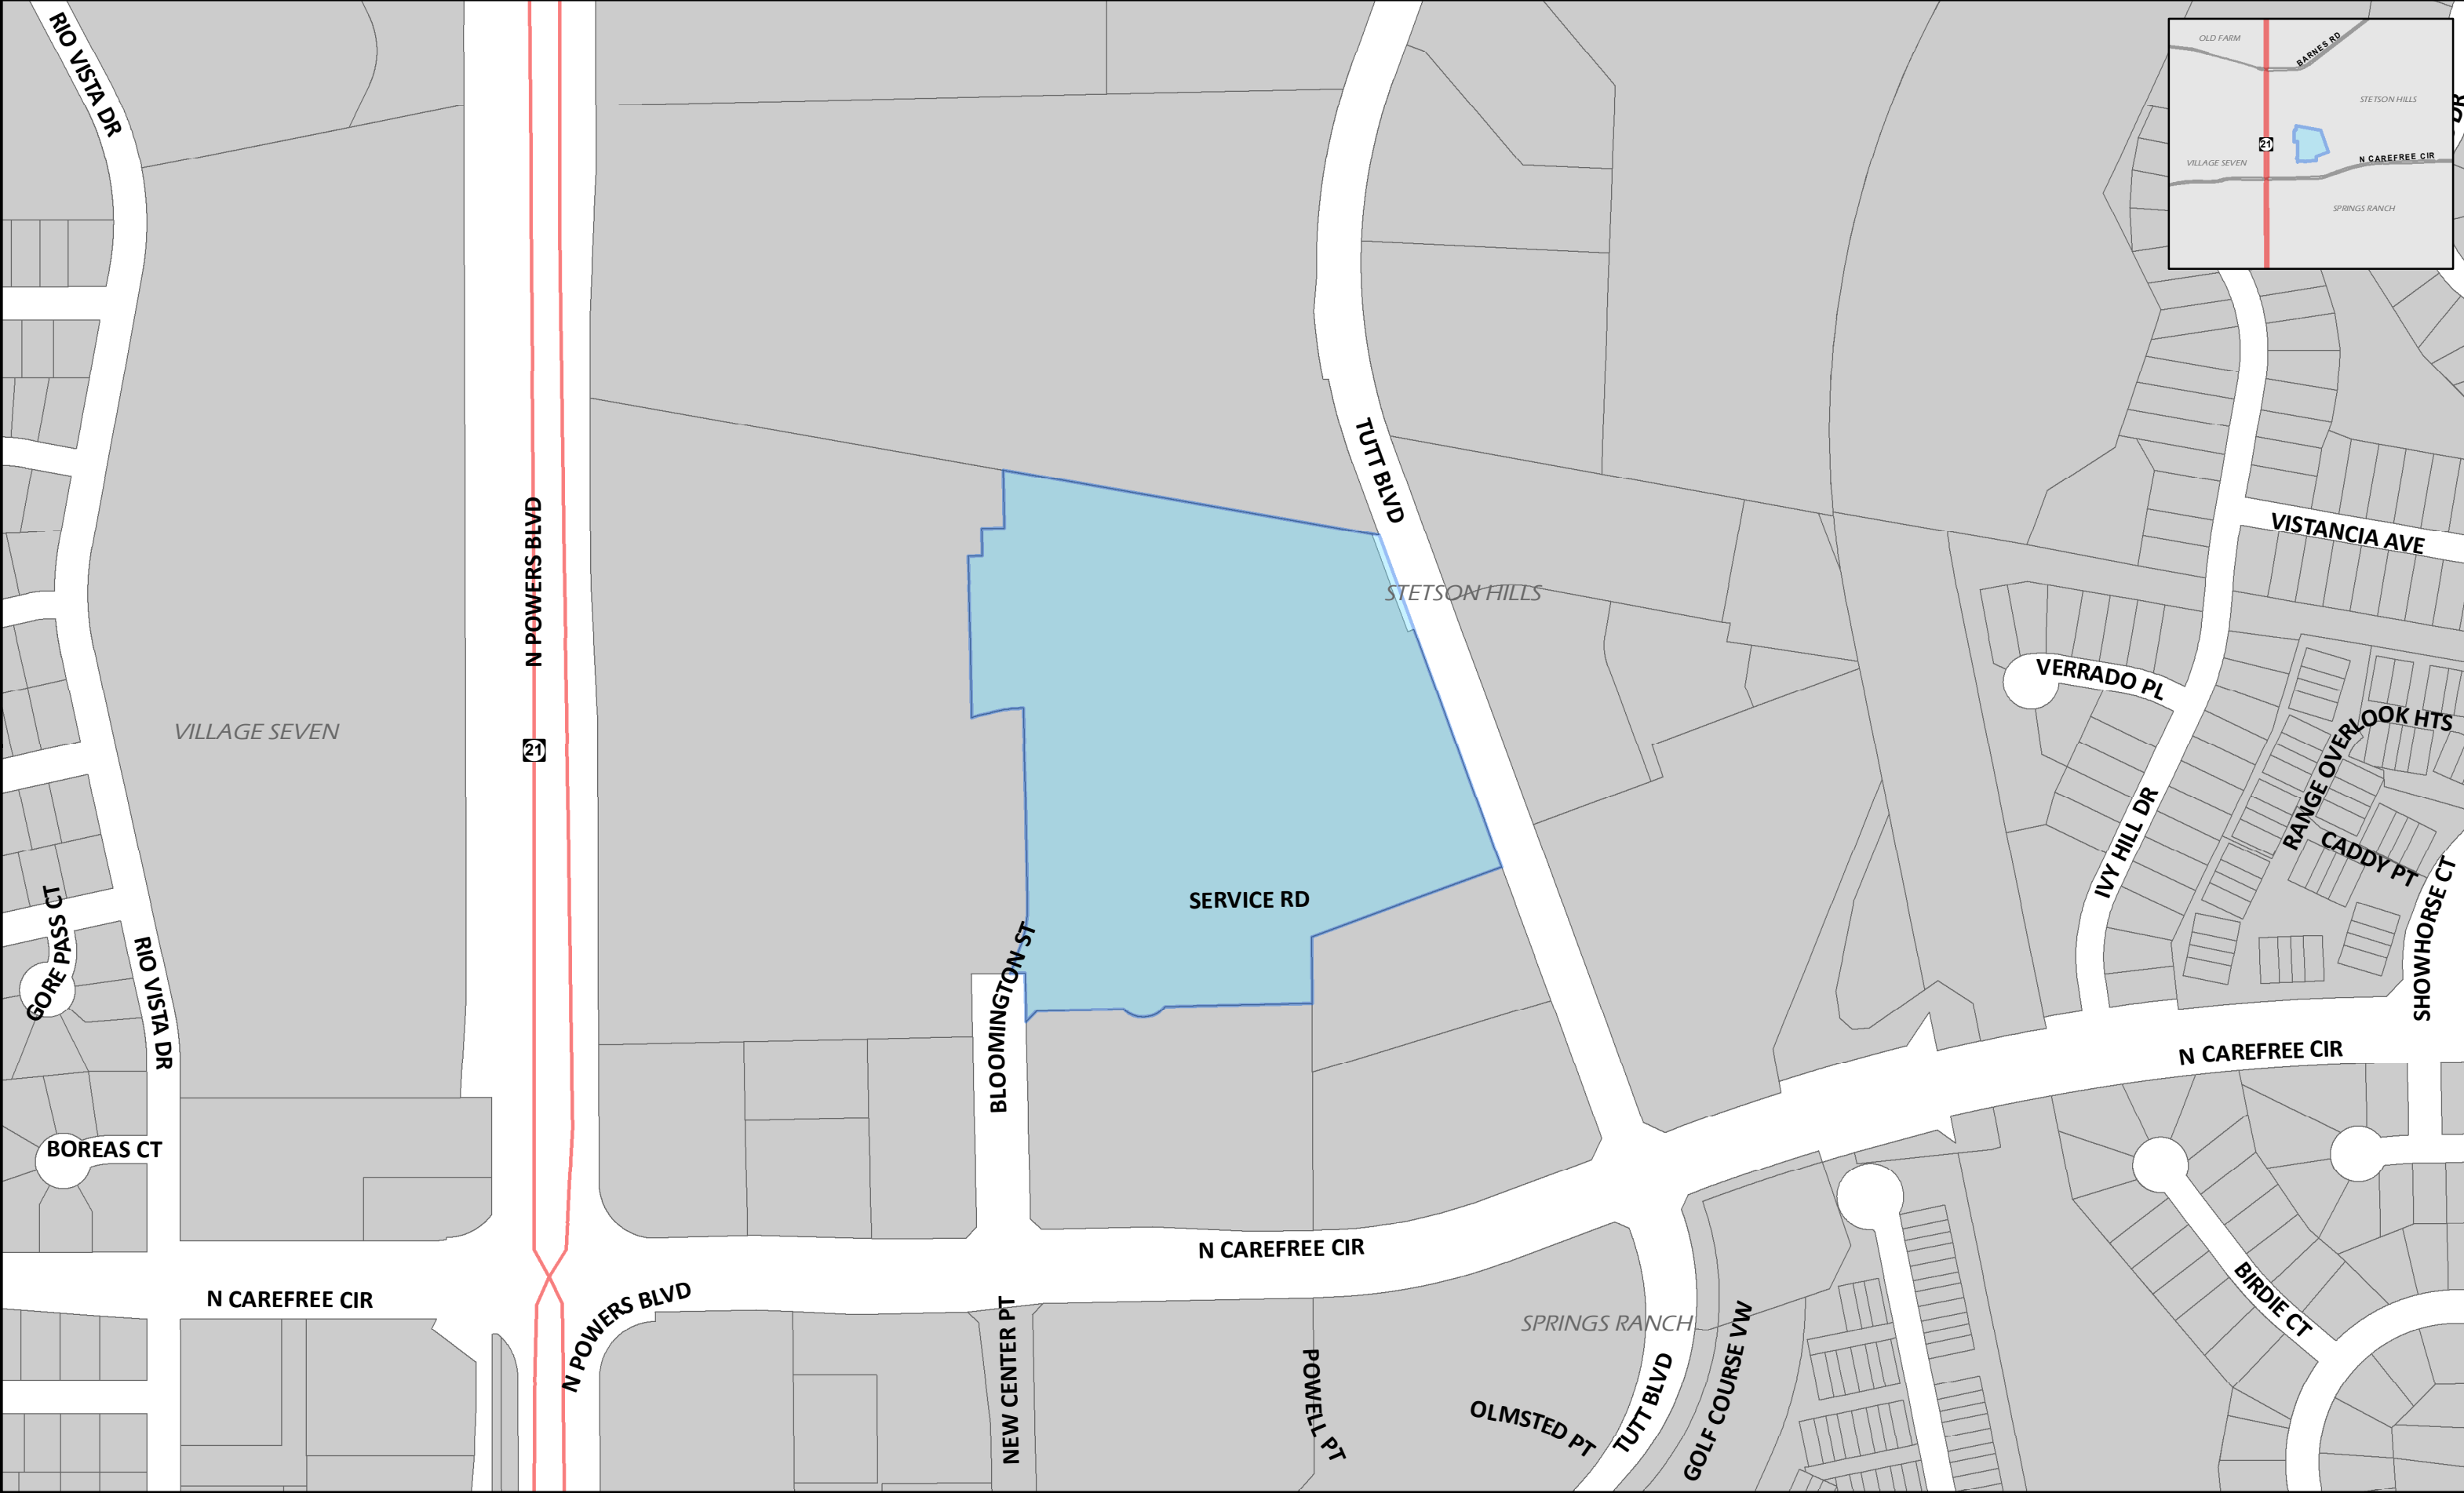 RIO VISTA DR
OLD FARM
BARNES RD
STETSON HILLS
21
VILLAGE SEVEN
N CAREFREE CIR
SPRINGS RANCH
DR
TUTT BLVD
N POWERS BLVD
VISTANCIA AVE
STETSON HILLS
VERRADO PL
VILLAGE SEVEN
21
RANGE OVERLOOK HTS
IVY HILL DR
CADDY PT
SERVICE RD
GORE PASS CT
RIO VISTA DR
BLOOMINGTON ST
SHOWHORSE CT
N CAREFREE CIR
BOREAS CT
N CAREFREE CIR
N CAREFREE CIR
N POWERS BLVD
NEW CENTER PT
SPRINGS RANCH
BIRDIE CT
POWELL PT
OLMSTED PT
TUTT BLVD
GOLF COURSE VW